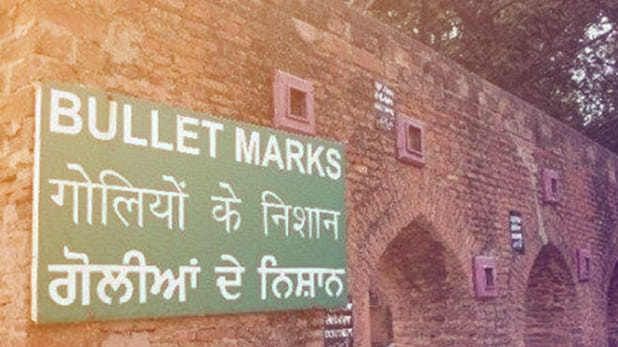 BULLET MARKS
गोलियों के निशान
ਗੋਲੀਆਂ ਦੇ ਨਿਸ਼ਾਨ